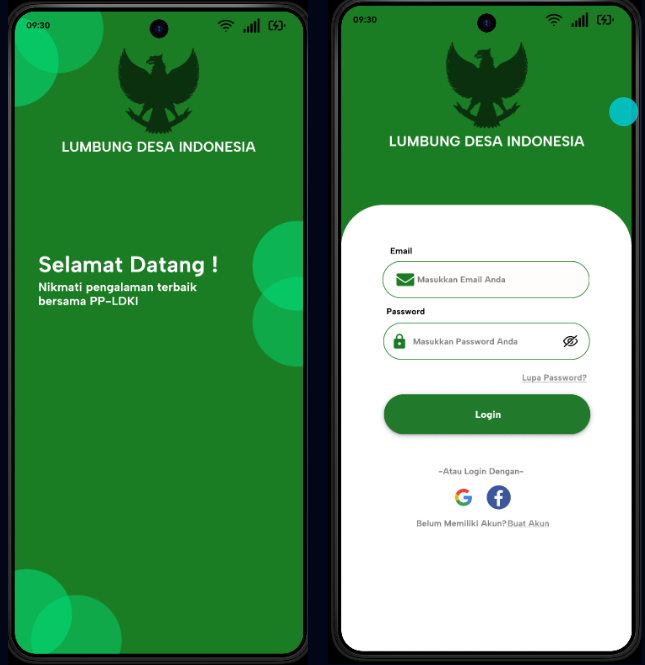 09:30
LUMBUNG DESA INDONESIA
Selamat Datang !
Nikmati pengalaman terbaik
bersama PP-LDKI
09:30
LUMBUNG DESA INDONESIA
Email
Masukkan Email Anda
Password
Masukkan Password Anda
Lupa Password?
Login
-Atau Login Dengan-
Belum Memiliki Akun?Buat Akun